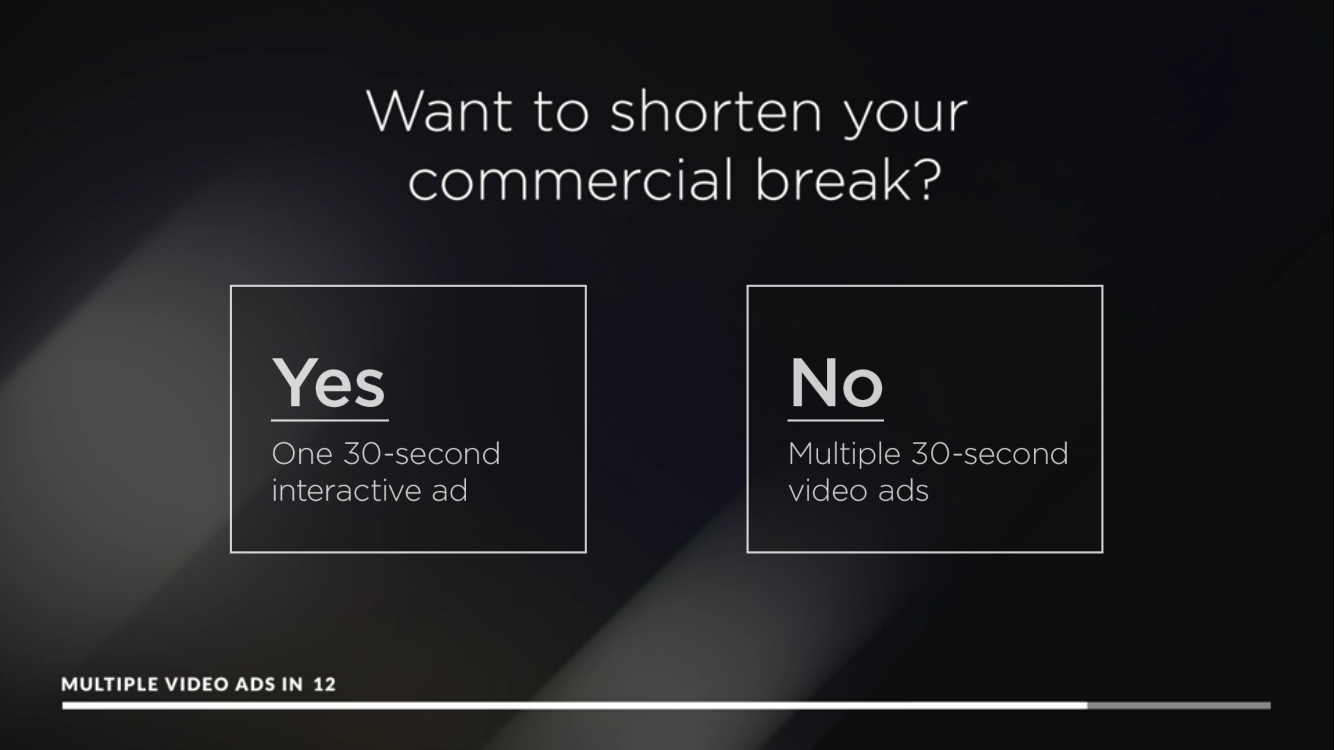 Want to shorten your
commercial break?
Yes
One 30-second
interactive ad
No
Multiple 30-second
video ads
MULTIPLE VIDEO ADS IN 12